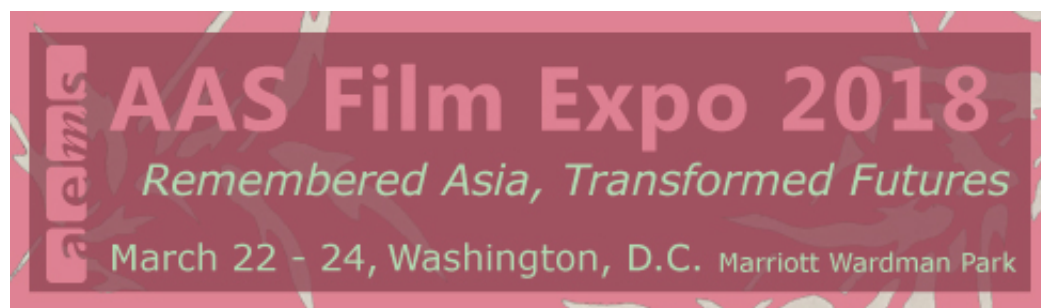 aems
AAS Film Expo 2018
Remembered Asia, Transformed Futures
March 22 - 24, Washington, D.C. Marriott Wardman Park